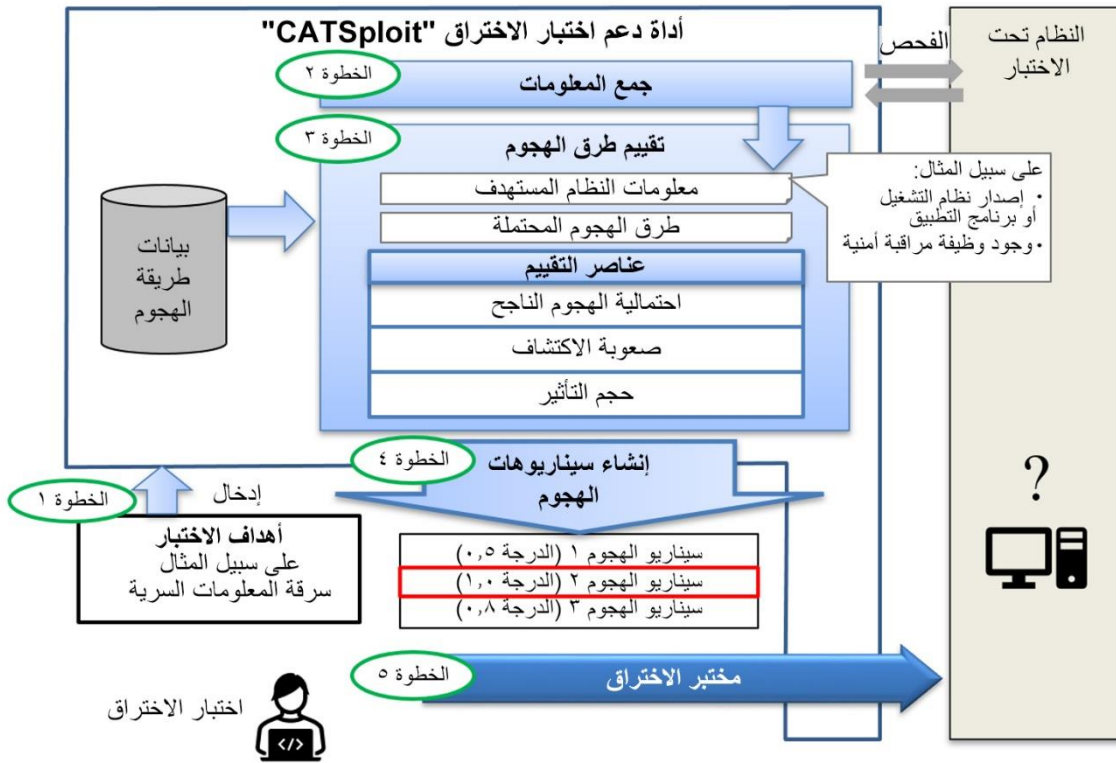 أداة دعم اختبار الاختراق "CATSploit"
النظام تحت
الاختبار
الفحص
الخطوة ٢
جمع المعلومات
الخطوة ٣
تقييم طرق الهجوم
معلومات النظام المستهدف
طرق الهجوم المحتملة
عناصر التقييم
احتمالية الهجوم الناجح
صعوبة الاكتشاف
حجم التأثير
على سبيل المثال:
• إصدار نظام التشغيل
أو برنامج التطبيق
• وجود وظيفة مراقبة أمنية
بيانات
طريقة
الهجوم
الخطوة ٤
إنشاء سيناريوهات
الهجوم
الخطوة ١
إدخال
أهداف الاختبار
على سبيل المثال
سرقة المعلومات السرية
سيناريو الهجوم ١ (الدرجة ٠,٥)
سيناريو الهجوم ٢ (الدرجة ١,٠)
سيناريو الهجوم ٣ (الدرجة ٠,٨)
?
الخطوة ٥
مختبر الاختراق
اختبار الاختراق